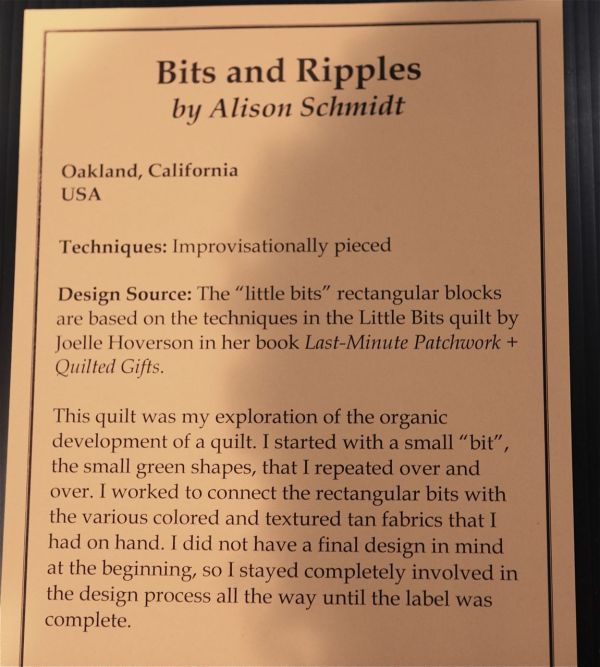 Bits and Ripples
by Alison Schmidt
Oakland, California
USA
Techniques: Improvisationally pieced
Design Source: The “little bits” rectangular blocks
are based on the techniques in the Little Bits quilt by
Joelle Hoverson in her book Last-Minute Patchwork +
Quilted Gifts.
This quilt was my exploration of the organic
development of a quilt. I started with a small “bit”,
the small green shapes, that I repeated over and
over. I worked to connect the rectangular bits with
the various colored and textured tan fabrics that I
had on hand. I did not have a final design in mind
at the beginning, so I stayed completely involved in
the design process all the way until the label was
complete.